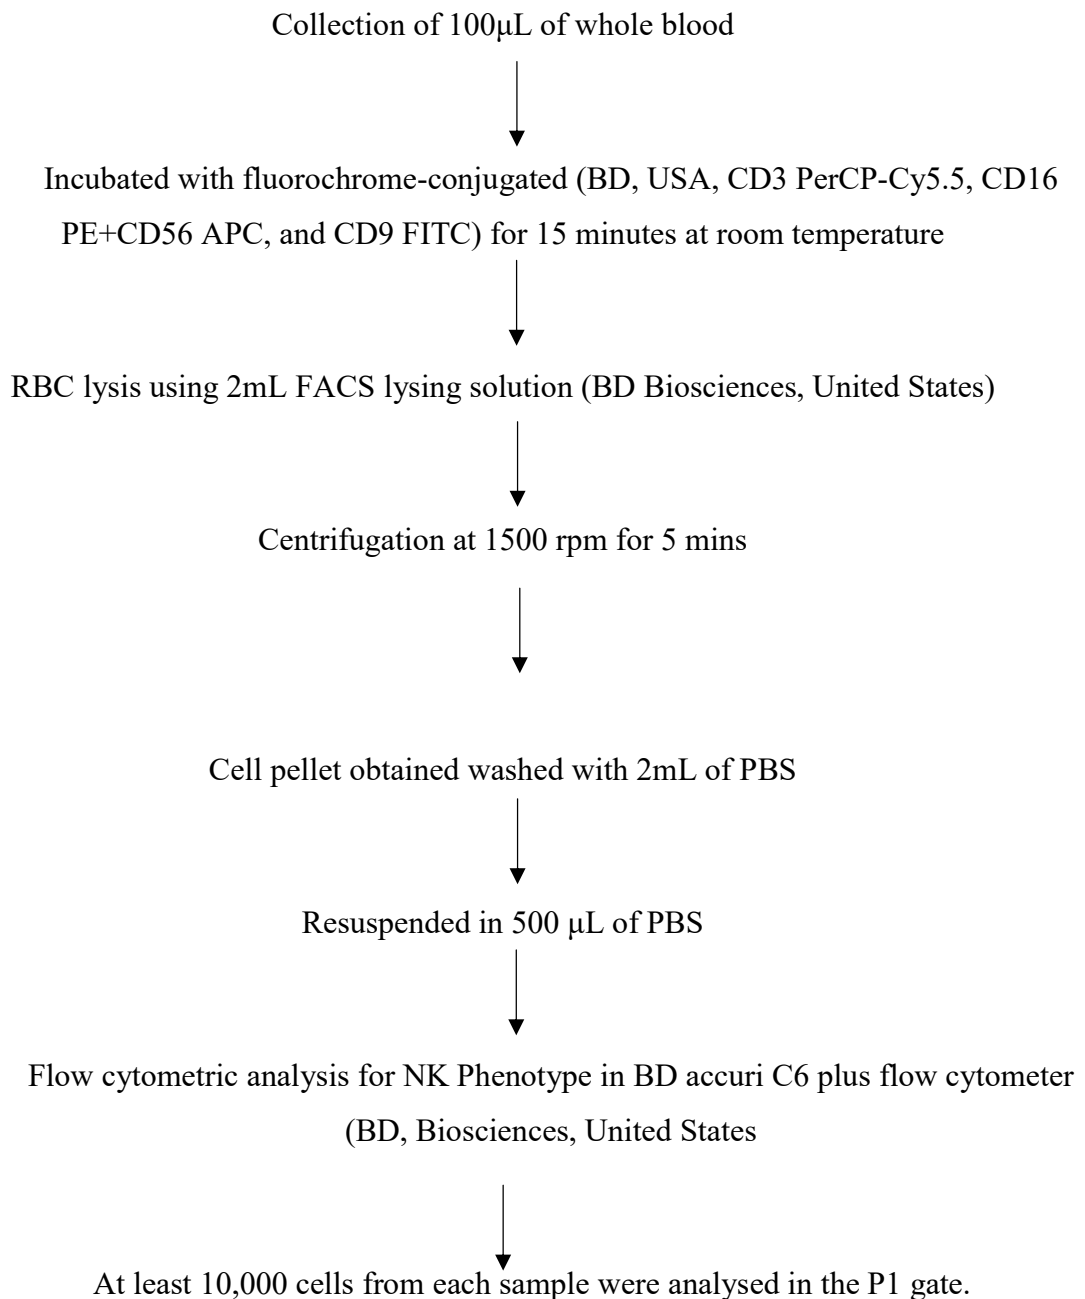 Collection of 100μL of whole blood
Incubated with fluorochrome-conjugated (BD, USA, CD3 PerCP-Cy5.5, CD16
PE+CD56 APC, and CD9 FITC) for 15 minutes at room temperature
RBC lysis using 2mL FACS lysing solution (BD Biosciences, United States)
Centrifugation at 1500 rpm for 5 mins
Cell pellet obtained washed with 2mL of PBS
Resuspended in 500 μL of PBS
Flow cytometric analysis for NK Phenotype in BD accuri C6 plus flow cytometer
(BD, Biosciences, United States
At least 10,000 cells from each sample were analysed in the P1 gate.